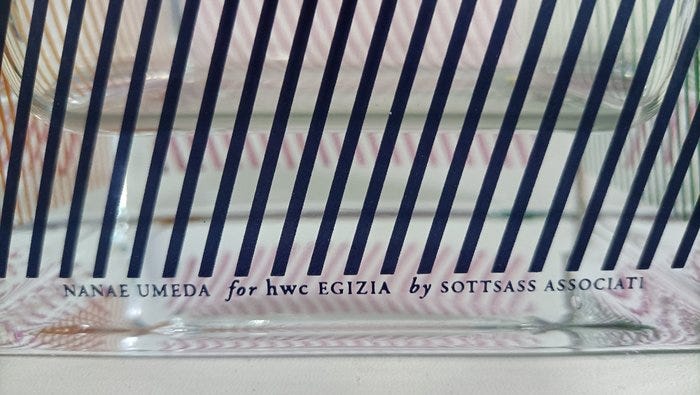 NANAE UMEDA for hwc EGIZIA by SOTTSASS ASSOCIATI